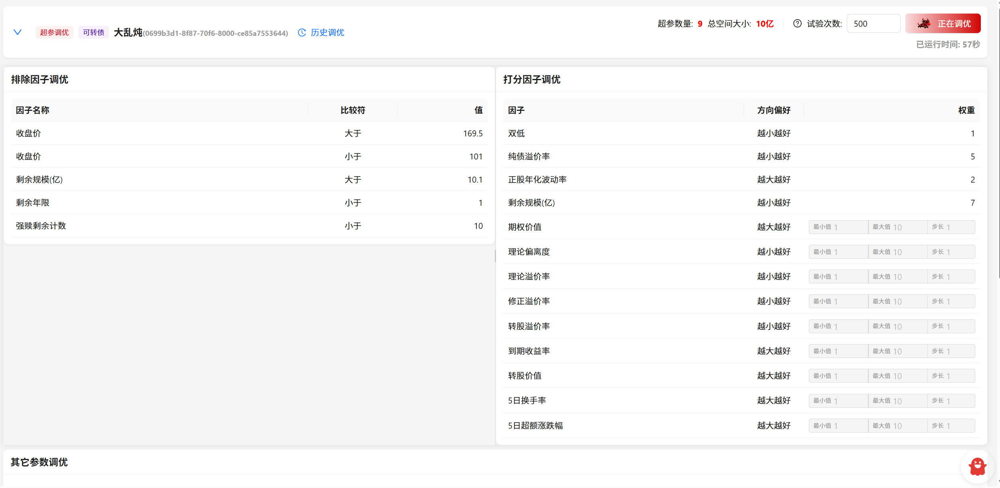 超参调优 可转债 大乱炖(0699b3d1-8f87-70f6-8000-ce85a7553644) 历史调优
超参数量: 9 总空间大小: 10亿 试验次数: 500 正在调优
已运行时间: 57秒
排除因子调优
因子名称 比较符 值
收盘价 大于 169.5
收盘价 小于 101
剩余规模(亿) 大于 10.1
剩余年限 小于 1
强赎剩余计数 小于 10
打分因子调优
因子 方向偏好 权重
双低 越小越好 1
纯债溢价率 越小越好 5
正股年化波动率 越大越好 2
剩余规模(亿) 越小越好 7
期权价值 越大越好 最小值 1 最大值 10 步长 1
理论偏离度 越小越好 最小值 1 最大值 10 步长 1
理论溢价率 越小越好 最小值 1 最大值 10 步长 1
修正溢价率 越小越好 最小值 1 最大值 10 步长 1
转股溢价率 越小越好 最小值 1 最大值 10 步长 1
到期收益率 越大越好 最小值 1 最大值 10 步长 1
转股价值 越大越好 最小值 1 最大值 10 步长 1
5日换手率 越大越好 最小值 1 最大值 10 步长 1
5日超额涨跌幅 越大越好 最小值 1 最大值 10 步长 1
其它参数调优